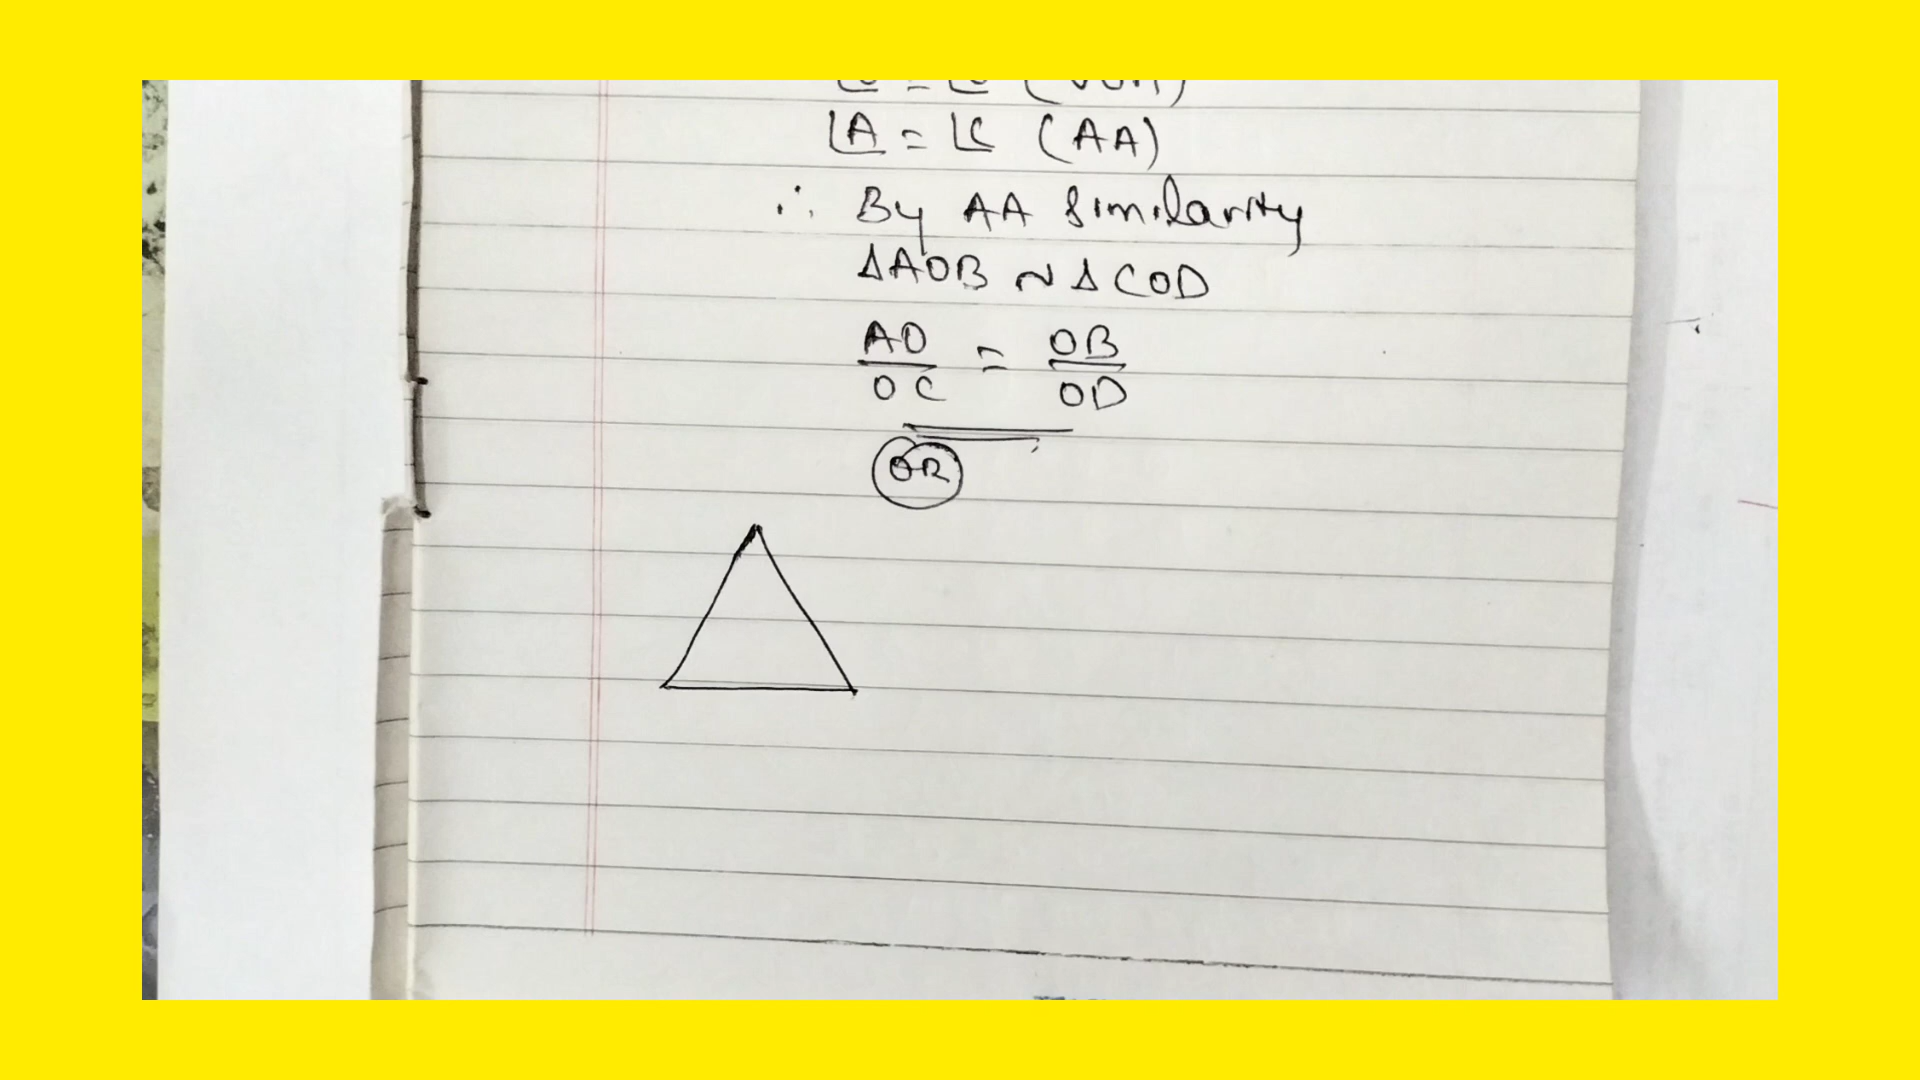 ∠A = ∠C (AA)
∴ By AA Similarity
ΔAOB ~ ΔCOD
AO/OC = OB/OD
OR